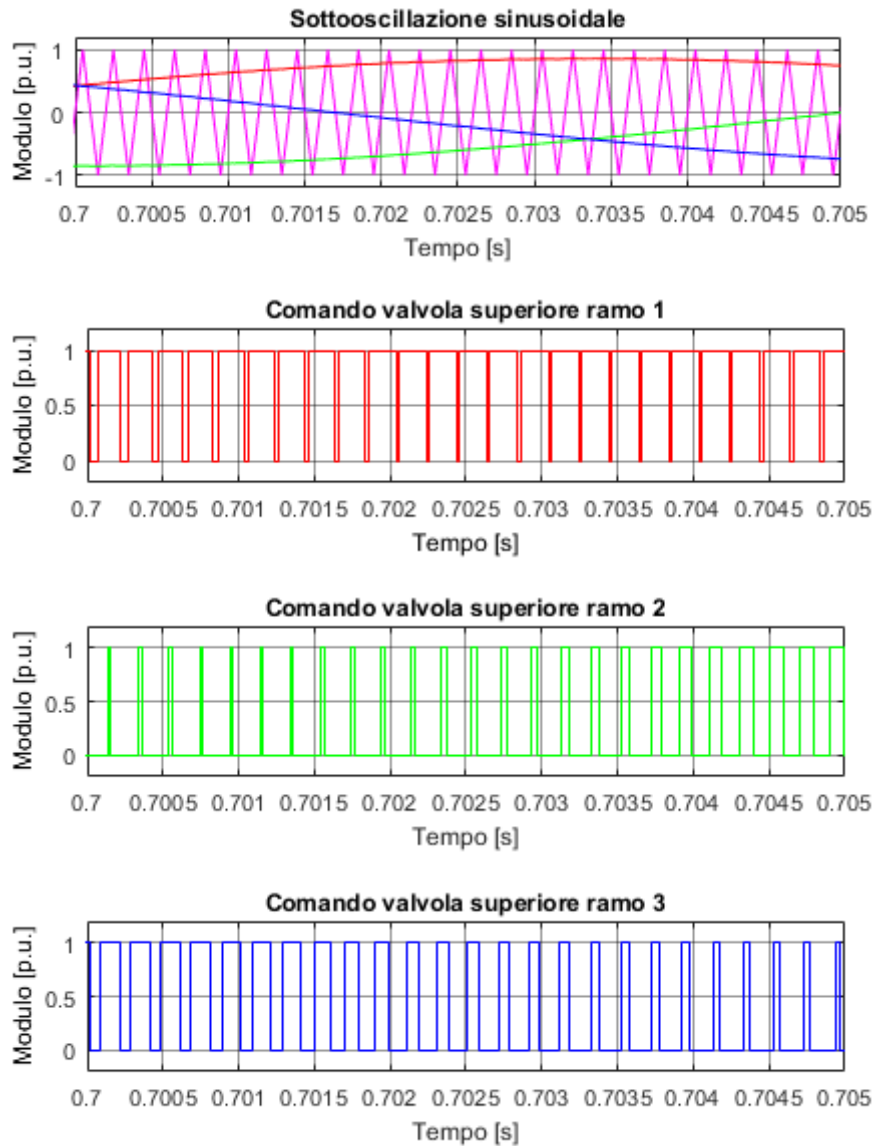 Sottooscillazione sinusoidale
Modulo [p.u.]
1
0
-1
0.7 0.7005 0.701 0.7015 0.702 0.7025 0.703 0.7035 0.704 0.7045 0.705
Tempo [s]
Comando valvola superiore ramo 1
Modulo [p.u.]
1
0.5
0
0.7 0.7005 0.701 0.7015 0.702 0.7025 0.703 0.7035 0.704 0.7045 0.705
Tempo [s]
Comando valvola superiore ramo 2
Modulo [p.u.]
1
0.5
0
0.7 0.7005 0.701 0.7015 0.702 0.7025 0.703 0.7035 0.704 0.7045 0.705
Tempo [s]
Comando valvola superiore ramo 3
Modulo [p.u.]
1
0.5
0
0.7 0.7005 0.701 0.7015 0.702 0.7025 0.703 0.7035 0.704 0.7045 0.705
Tempo [s]